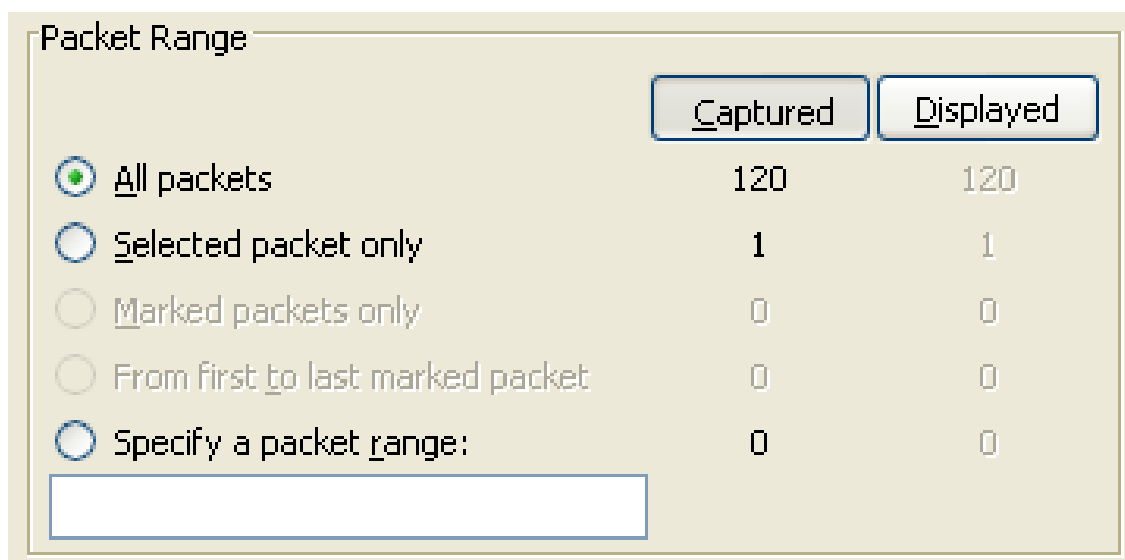 Packet Range
Captured Displayed
All packets 120 120
Selected packet only 1 1
Marked packets only 0 0
From first to last marked packet 0 0
Specify a packet range: 0 0